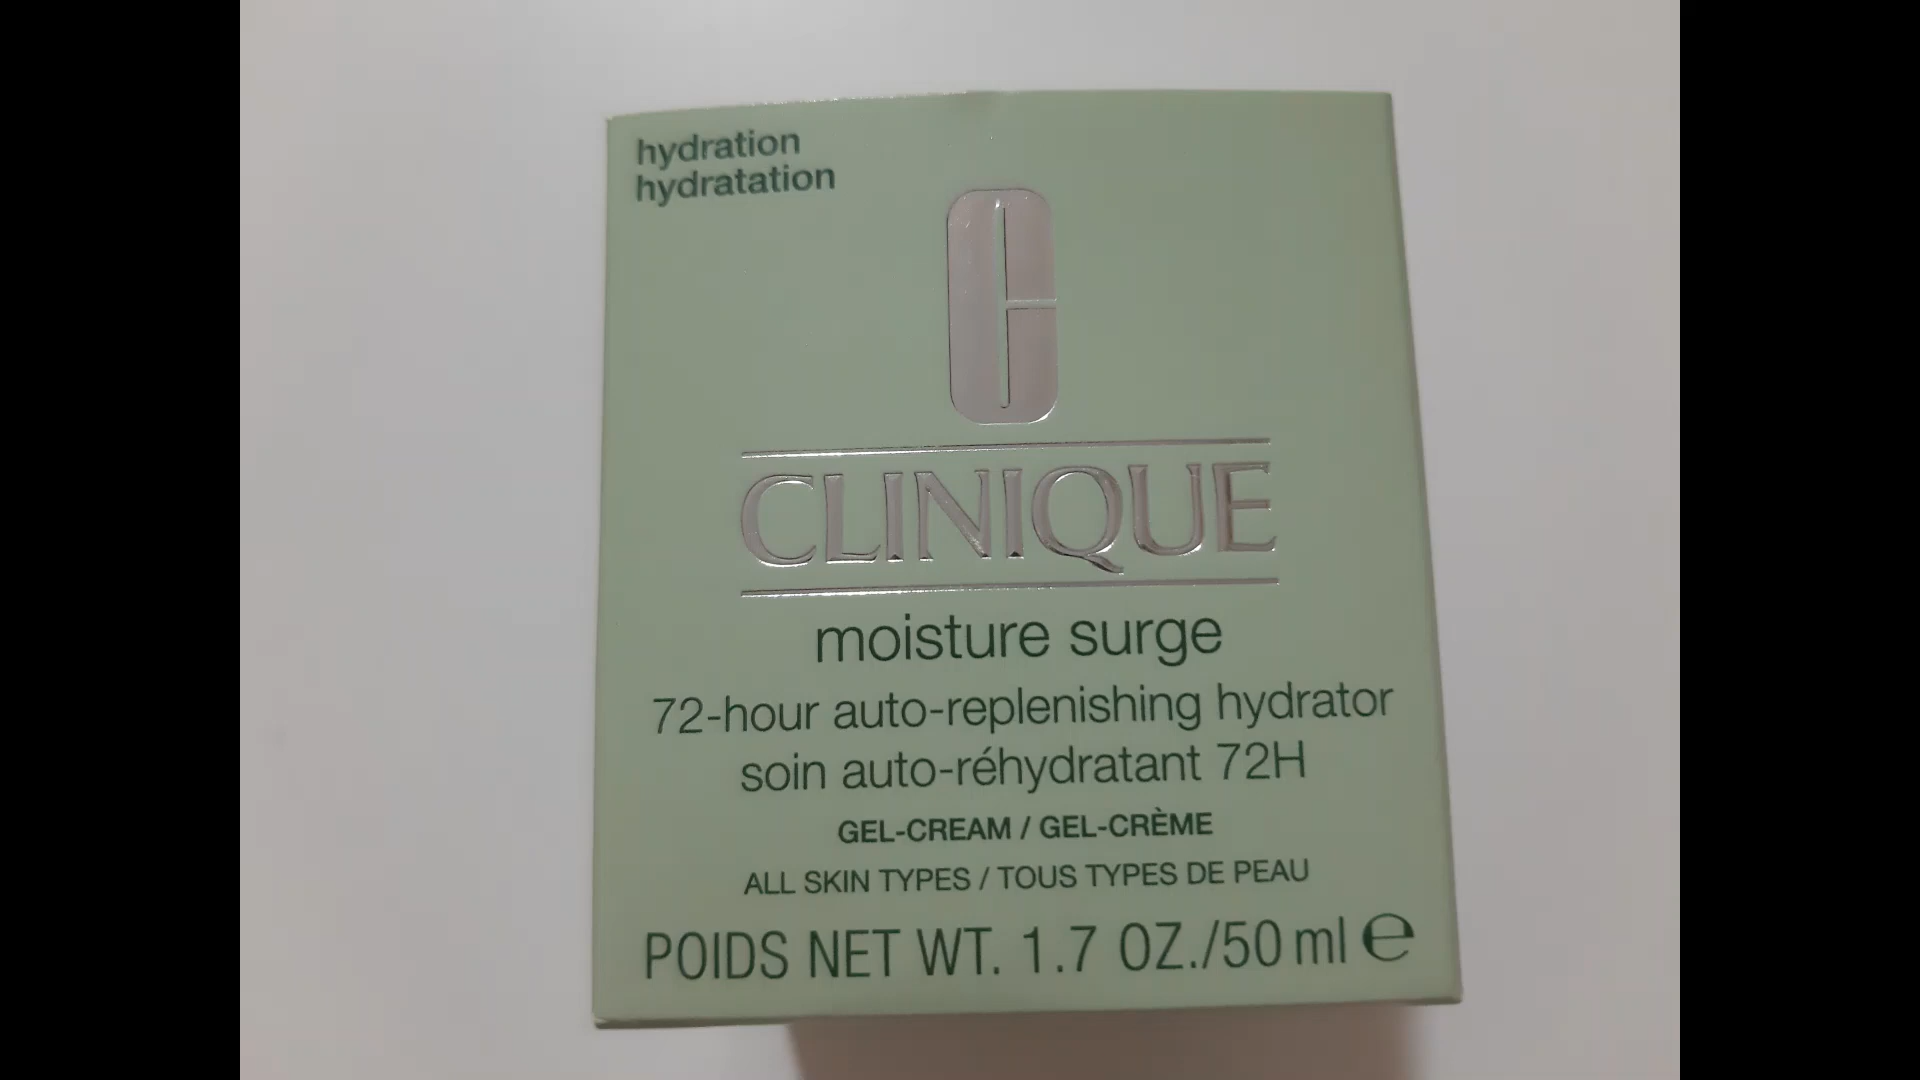 hydration
hydratation
CLINIQUE
moisture surge
72-hour auto-replenishing hydrator
soin auto-réhydratant 72H
GEL-CREAM / GEL-CRÈME
ALL SKIN TYPES / TOUS TYPES DE PEAU
POIDS NET WT. 1.7 OZ./50 ml ℮